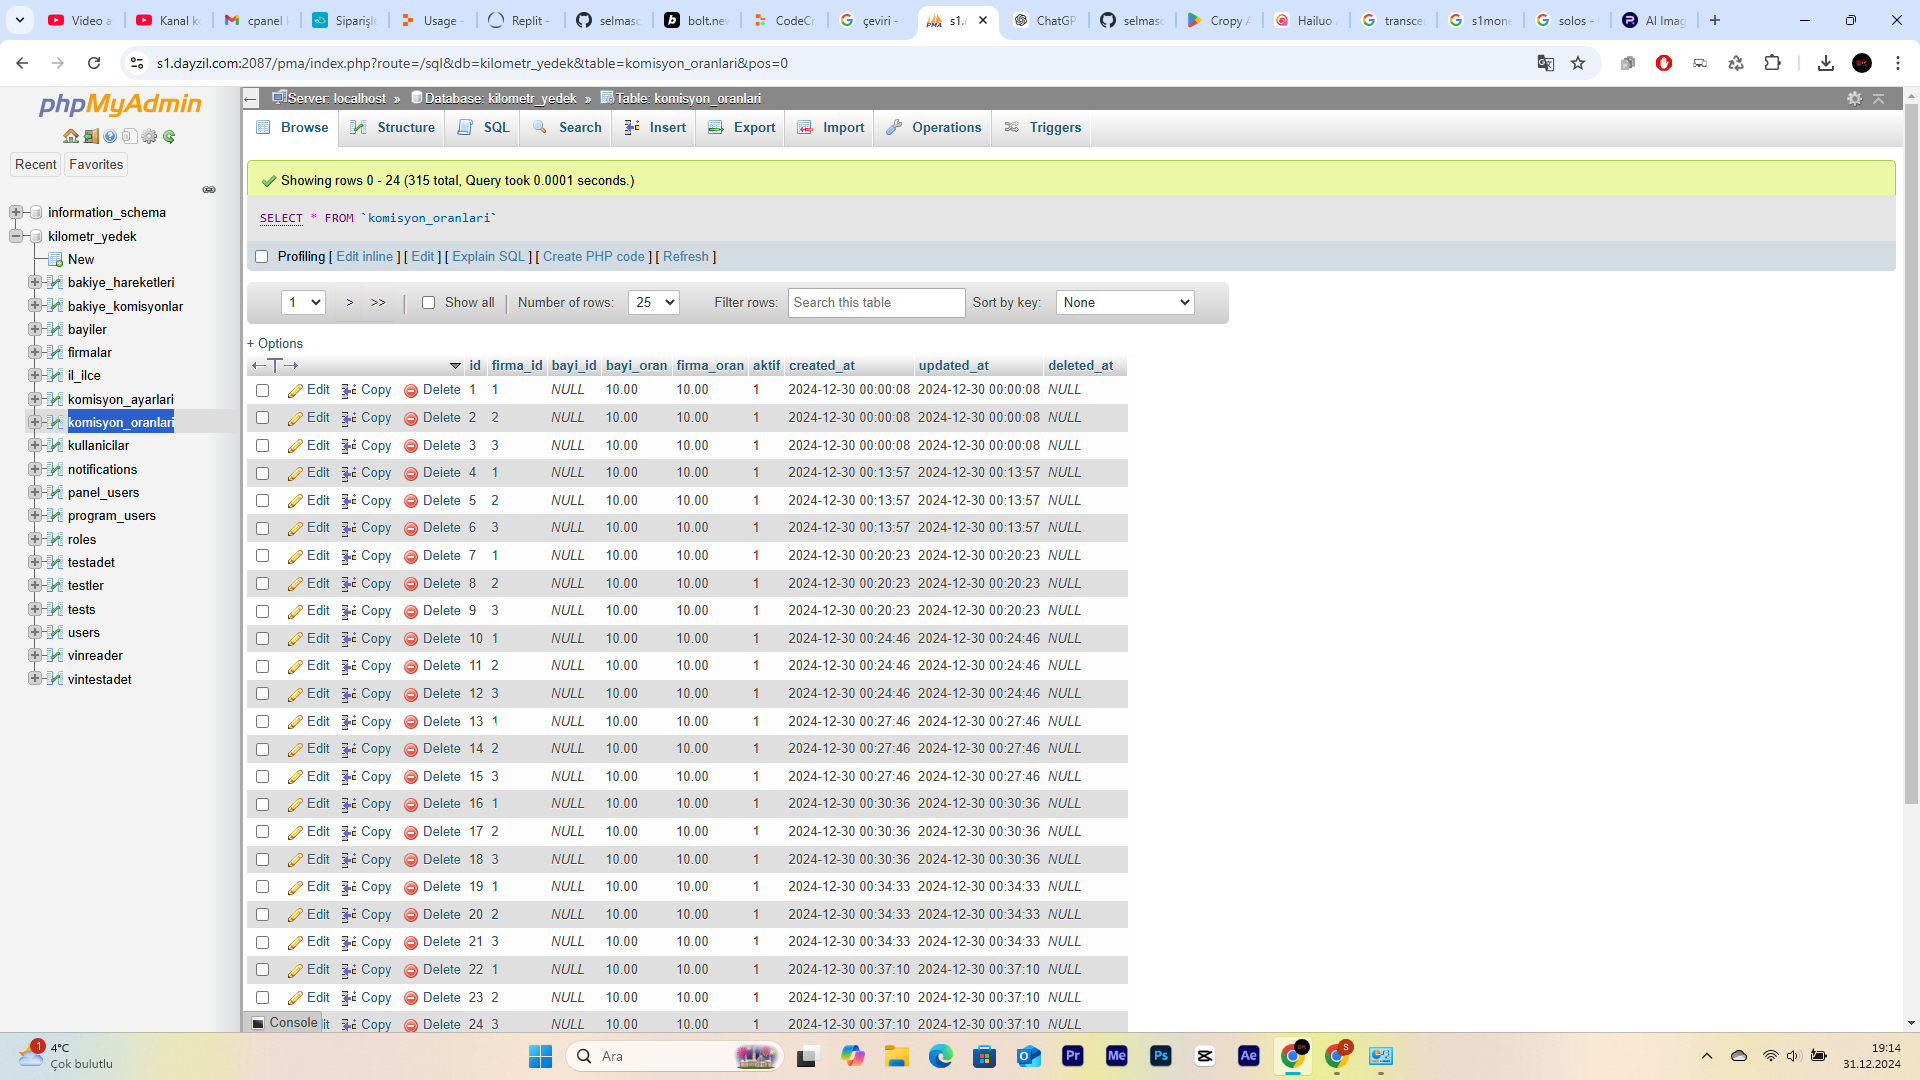 Video a
Kanal k
cpanel l
Siparişle
Usage -
Replit -
selmasc
bolt.nev
CodeCr
çeviri -
s1.c
ChatGP
selmasc
Cropy A
Hailuo
transce
s1mone
solos -
AI Imag
s1.dayzil.com:2087/pma/index.php?route=/sql&db=kilometr_yedek&table=komisyon_oranlari&pos=0
phpMyAdmin
Recent Favorites
information_schema
kilometr_yedek
New
bakiye_hareketleri
bakiye_komisyonlar
bayiler
firmalar
il_ilce
komisyon_ayarlari
komisyon_oranlari
kullanicilar
notifications
panel_users
program_users
roles
testadet
testler
tests
users
vinreader
vintestadet
Server: localhost » Database: kilometr_yedek » Table: komisyon_oranlari
Browse Structure SQL Search Insert Export Import Operations Triggers
Showing rows 0 - 24 (315 total, Query took 0.0001 seconds.)
SELECT * FROM `komisyon_oranlari`
Profiling [ Edit inline ] [ Edit ] [ Explain SQL ] [ Create PHP code ] [ Refresh ]
1 > >> | Show all | Number of rows: 25 Filter rows: Search this table Sort by key: None
+ Options
id firma_id bayi_id bayi_oran firma_oran aktif created_at updated_at deleted_at
Edit Copy Delete 1 1 NULL 10.00 10.00 1 2024-12-30 00:00:08 2024-12-30 00:00:08 NULL
Edit Copy Delete 2 2 NULL 10.00 10.00 1 2024-12-30 00:00:08 2024-12-30 00:00:08 NULL
Edit Copy Delete 3 3 NULL 10.00 10.00 1 2024-12-30 00:00:08 2024-12-30 00:00:08 NULL
Edit Copy Delete 4 1 NULL 10.00 10.00 1 2024-12-30 00:13:57 2024-12-30 00:13:57 NULL
Edit Copy Delete 5 2 NULL 10.00 10.00 1 2024-12-30 00:13:57 2024-12-30 00:13:57 NULL
Edit Copy Delete 6 3 NULL 10.00 10.00 1 2024-12-30 00:13:57 2024-12-30 00:13:57 NULL
Edit Copy Delete 7 1 NULL 10.00 10.00 1 2024-12-30 00:20:23 2024-12-30 00:20:23 NULL
Edit Copy Delete 8 2 NULL 10.00 10.00 1 2024-12-30 00:20:23 2024-12-30 00:20:23 NULL
Edit Copy Delete 9 3 NULL 10.00 10.00 1 2024-12-30 00:20:23 2024-12-30 00:20:23 NULL
Edit Copy Delete 10 1 NULL 10.00 10.00 1 2024-12-30 00:24:46 2024-12-30 00:24:46 NULL
Edit Copy Delete 11 2 NULL 10.00 10.00 1 2024-12-30 00:24:46 2024-12-30 00:24:46 NULL
Edit Copy Delete 12 3 NULL 10.00 10.00 1 2024-12-30 00:24:46 2024-12-30 00:24:46 NULL
Edit Copy Delete 13 1 NULL 10.00 10.00 1 2024-12-30 00:27:46 2024-12-30 00:27:46 NULL
Edit Copy Delete 14 2 NULL 10.00 10.00 1 2024-12-30 00:27:46 2024-12-30 00:27:46 NULL
Edit Copy Delete 15 3 NULL 10.00 10.00 1 2024-12-30 00:27:46 2024-12-30 00:27:46 NULL
Edit Copy Delete 16 1 NULL 10.00 10.00 1 2024-12-30 00:30:36 2024-12-30 00:30:36 NULL
Edit Copy Delete 17 2 NULL 10.00 10.00 1 2024-12-30 00:30:36 2024-12-30 00:30:36 NULL
Edit Copy Delete 18 3 NULL 10.00 10.00 1 2024-12-30 00:30:36 2024-12-30 00:30:36 NULL
Edit Copy Delete 19 1 NULL 10.00 10.00 1 2024-12-30 00:34:33 2024-12-30 00:34:33 NULL
Edit Copy Delete 20 2 NULL 10.00 10.00 1 2024-12-30 00:34:33 2024-12-30 00:34:33 NULL
Edit Copy Delete 21 3 NULL 10.00 10.00 1 2024-12-30 00:34:33 2024-12-30 00:34:33 NULL
Edit Copy Delete 22 1 NULL 10.00 10.00 1 2024-12-30 00:37:10 2024-12-30 00:37:10 NULL
Edit Copy Delete 23 2 NULL 10.00 10.00 1 2024-12-30 00:37:10 2024-12-30 00:37:10 NULL
Edit Copy Delete 24 3 NULL 10.00 10.00 1 2024-12-30 00:37:10 2024-12-30 00:37:10 NULL
Console
1
4°C
Çok bulutlu
Ara
Pr
Me
Ps
Ae
S
19:14
31.12.2024